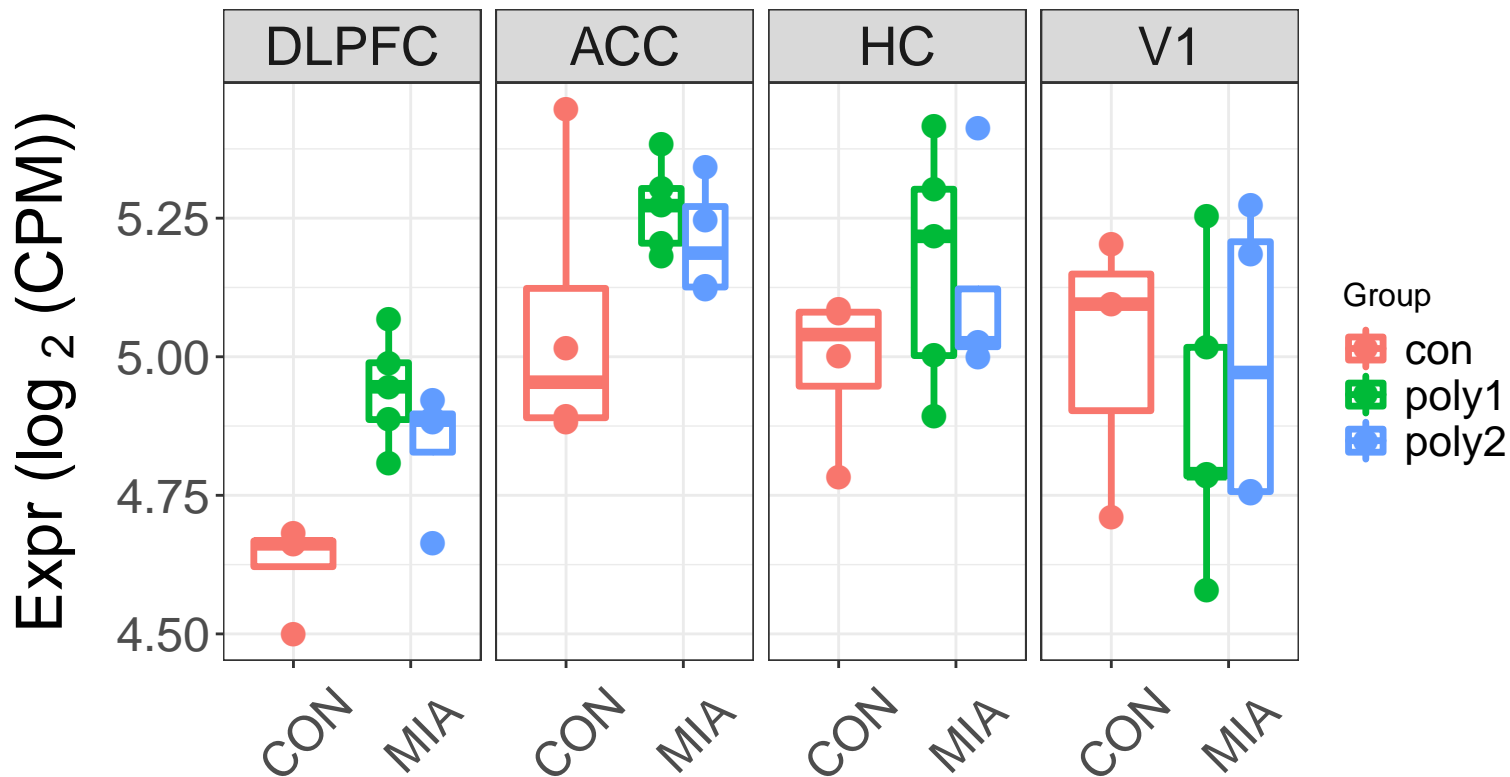 DLPFC ACC HC V1
Expr (log 2 (CPM))
5.25
5.00
4.75
4.50
CON MIA CON MIA CON MIA CON MIA
Group
con
poly1
poly2